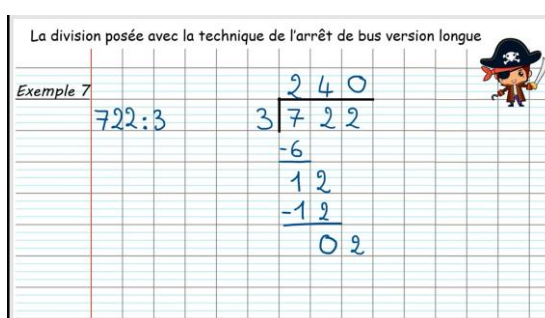 La division posée avec la technique de l'arrêt de bus version longue
Exemple 7
2 4 0
722:3
3 7 2 2
-6
1 2
-1 2
0 2